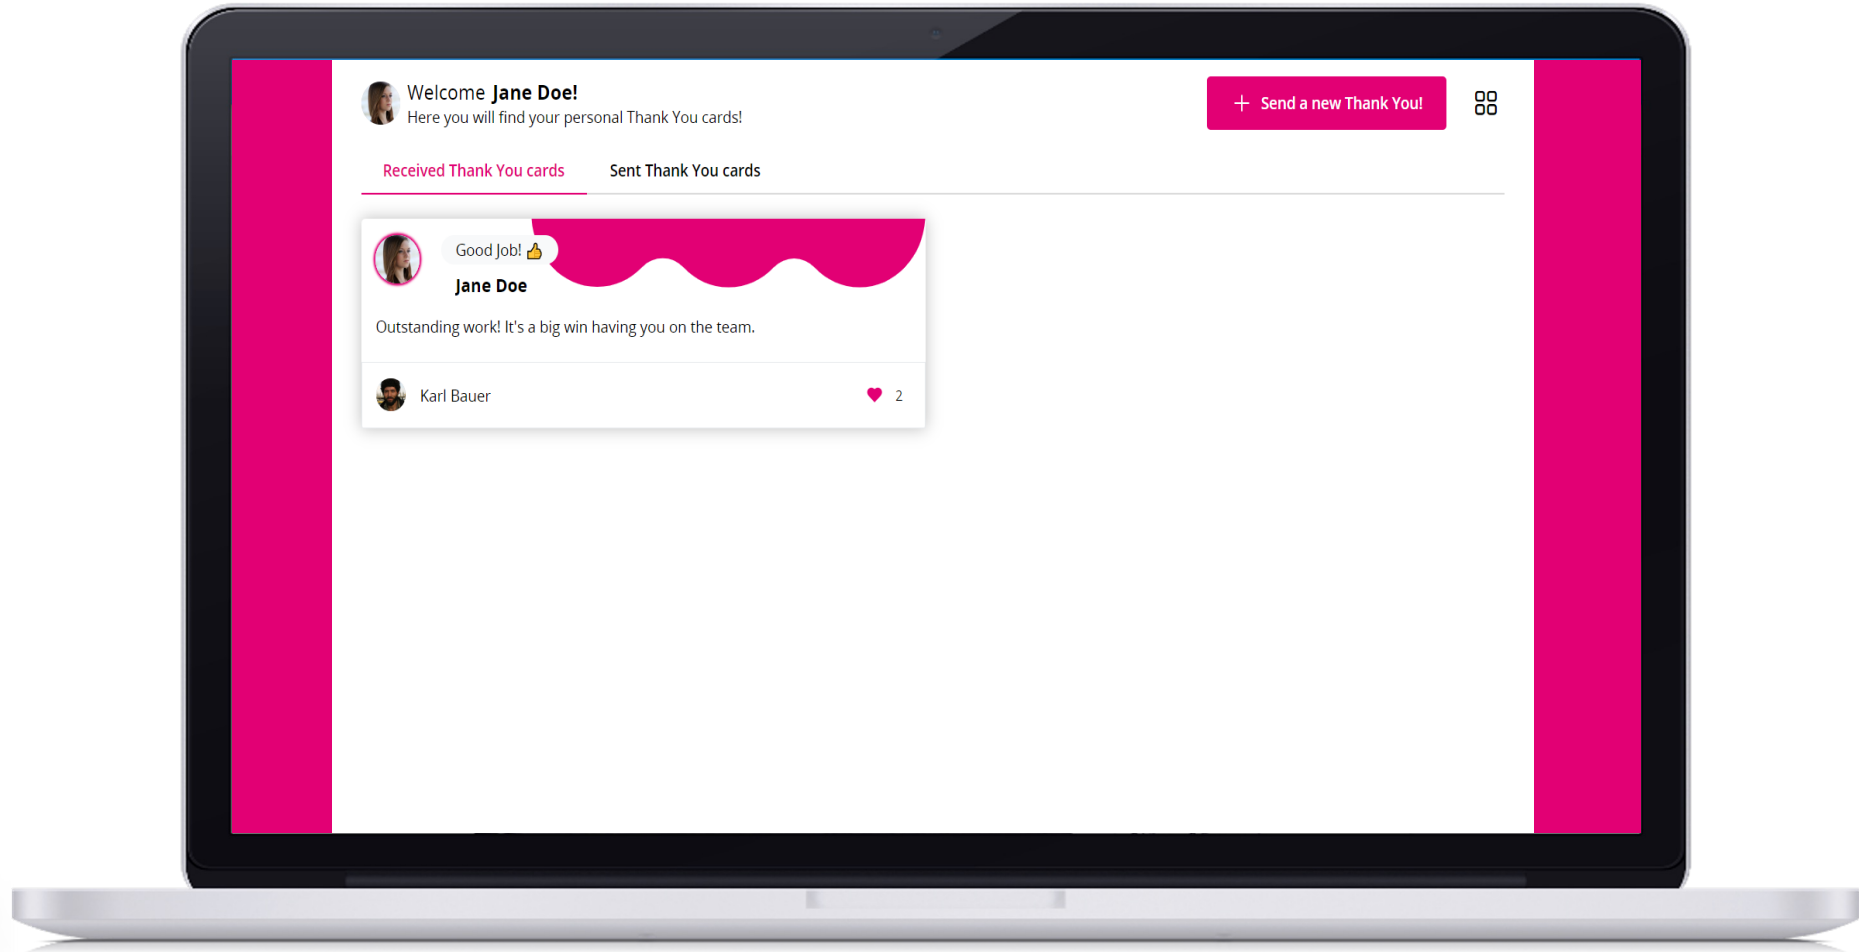 Welcome Jane Doe!
Here you will find your personal Thank You cards!
+ Send a new Thank You!
Received Thank You cards
Sent Thank You cards
Good Job! 👍
Jane Doe
Outstanding work! It's a big win having you on the team.
Karl Bauer
2